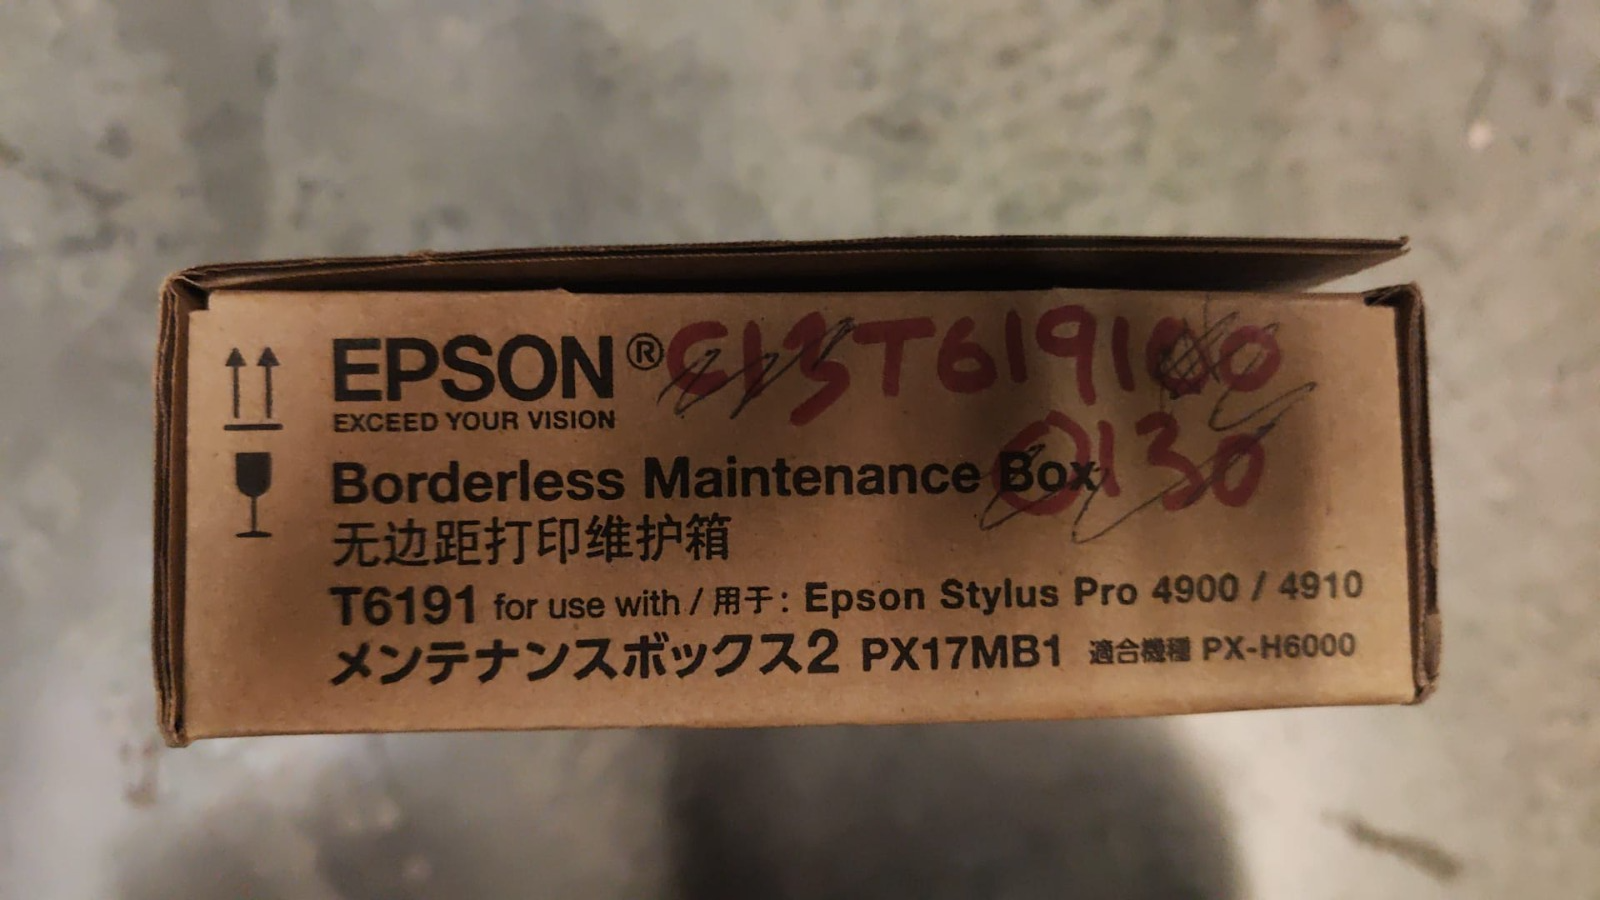 EPSON® C13T619100
EXCEED YOUR VISION
0130
Borderless Maintenance Box
无边距打印维护箱
T6191 for use with / 用于: Epson Stylus Pro 4900 / 4910
メンテナンスボックス2 PX17MB1 適合機種 PX-H6000